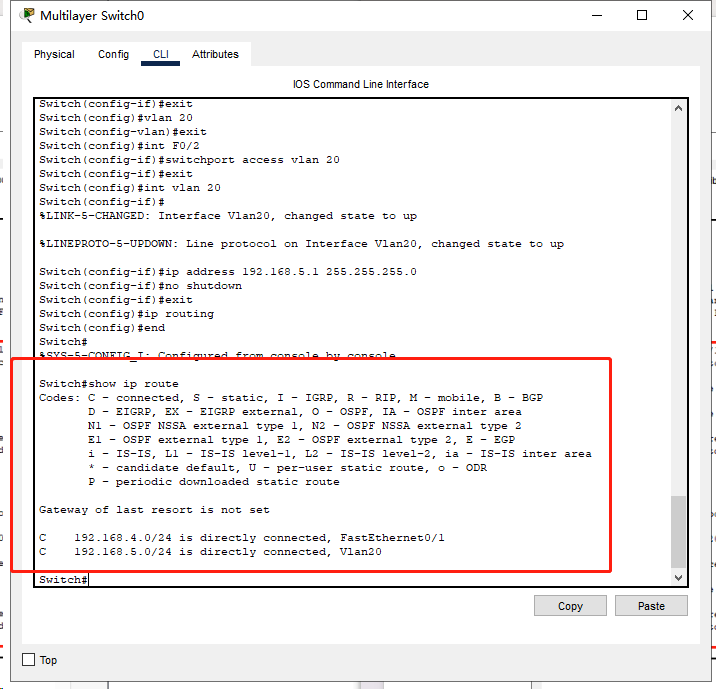 Multilayer Switch0
Physical Config CLI Attributes
IOS Command Line Interface
Switch(config-if)#exit
Switch(config)#vlan 20
Switch(config-vlan)#exit
Switch(config)#int F0/2
Switch(config-if)#switchport access vlan 20
Switch(config-if)#exit
Switch(config)#int vlan 20
Switch(config-if)#
%LINK-5-CHANGED: Interface Vlan20, changed state to up
%LINEPROTO-5-UPDOWN: Line protocol on Interface Vlan20, changed state to up
Switch(config-if)#ip address 192.168.5.1 255.255.255.0
Switch(config-if)#no shutdown
Switch(config-if)#exit
Switch(config)#ip routing
Switch(config)#end
Switch#
%SYS-5-CONFIG_I: Configured from console by console
Switch#show ip route
Codes: C - connected, S - static, I - IGRP, R - RIP, M - mobile, B - BGP
D - EIGRP, EX - EIGRP external, O - OSPF, IA - OSPF inter area
N1 - OSPF NSSA external type 1, N2 - OSPF NSSA external type 2
E1 - OSPF external type 1, E2 - OSPF external type 2, E - EGP
i - IS-IS, L1 - IS-IS level-1, L2 - IS-IS level-2, ia - IS-IS inter area
* - candidate default, U - per-user static route, o - ODR
P - periodic downloaded static route
Gateway of last resort is not set
C 192.168.4.0/24 is directly connected, FastEthernet0/1
C 192.168.5.0/24 is directly connected, Vlan20
Switch#
Copy Paste
Top